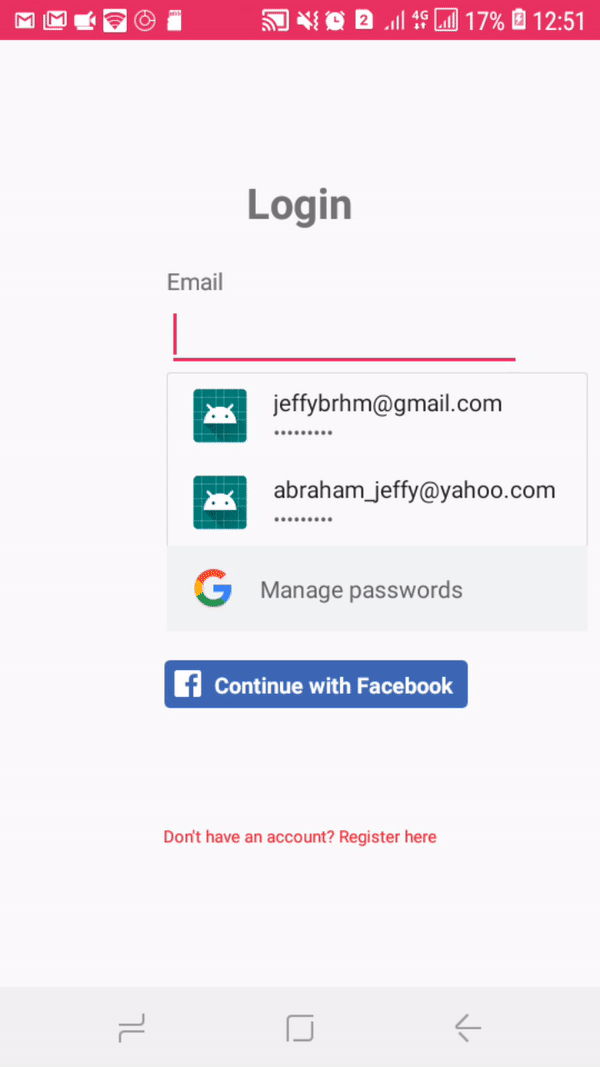 2 4G 17% 12:51
Login
Email
jeffybrhm@gmail.com
•••••••••
abraham_jeffy@yahoo.com
•••••••••
Manage passwords
Continue with Facebook
Don't have an account? Register here